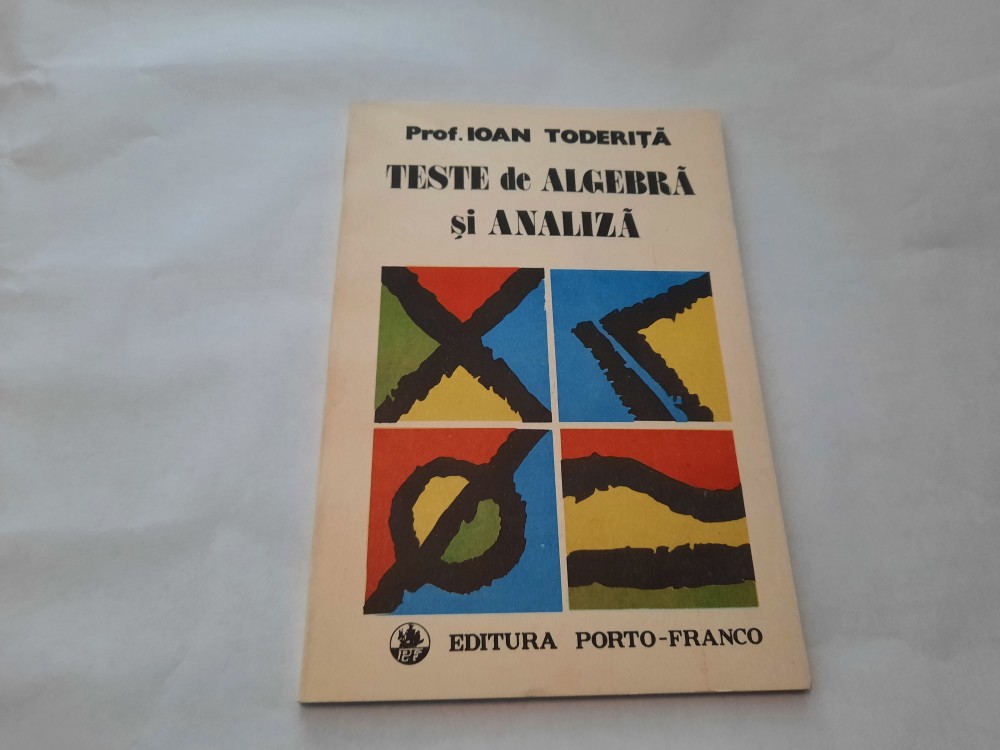 Prof. IOAN TODERIȚĂ
TESTE de ALGEBRĂ
și ANALIZĂ
EDITURA PORTO-FRANCO